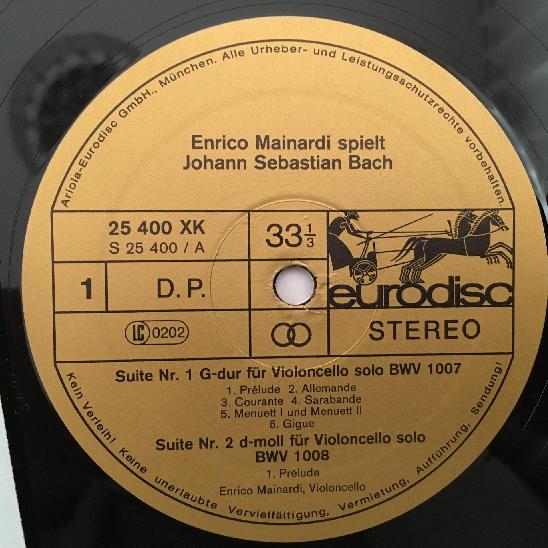 Ariola-Eurodisc GmbH., München. Alle Urheber- und Leistungsschutzrechte vorbehalten.
Enrico Mainardi spielt
Johann Sebastian Bach
25 400 XK
S 25 400 / A
33 1/3
1
D. P.
eurodisc
LC 0202
STEREO
Suite Nr. 1 G-dur für Violoncello solo BWV 1007
1. Prélude 2. Allemande
3. Courante 4. Sarabande
5. Menuett I und Menuett II
6. Gigue
Suite Nr. 2 d-moll für Violoncello solo
BWV 1008
1. Prélude
Enrico Mainardi, Violoncello
Kein Verleih! Keine unerlaubte Vervielfältigung, Vermietung, Aufführung, Sendung!